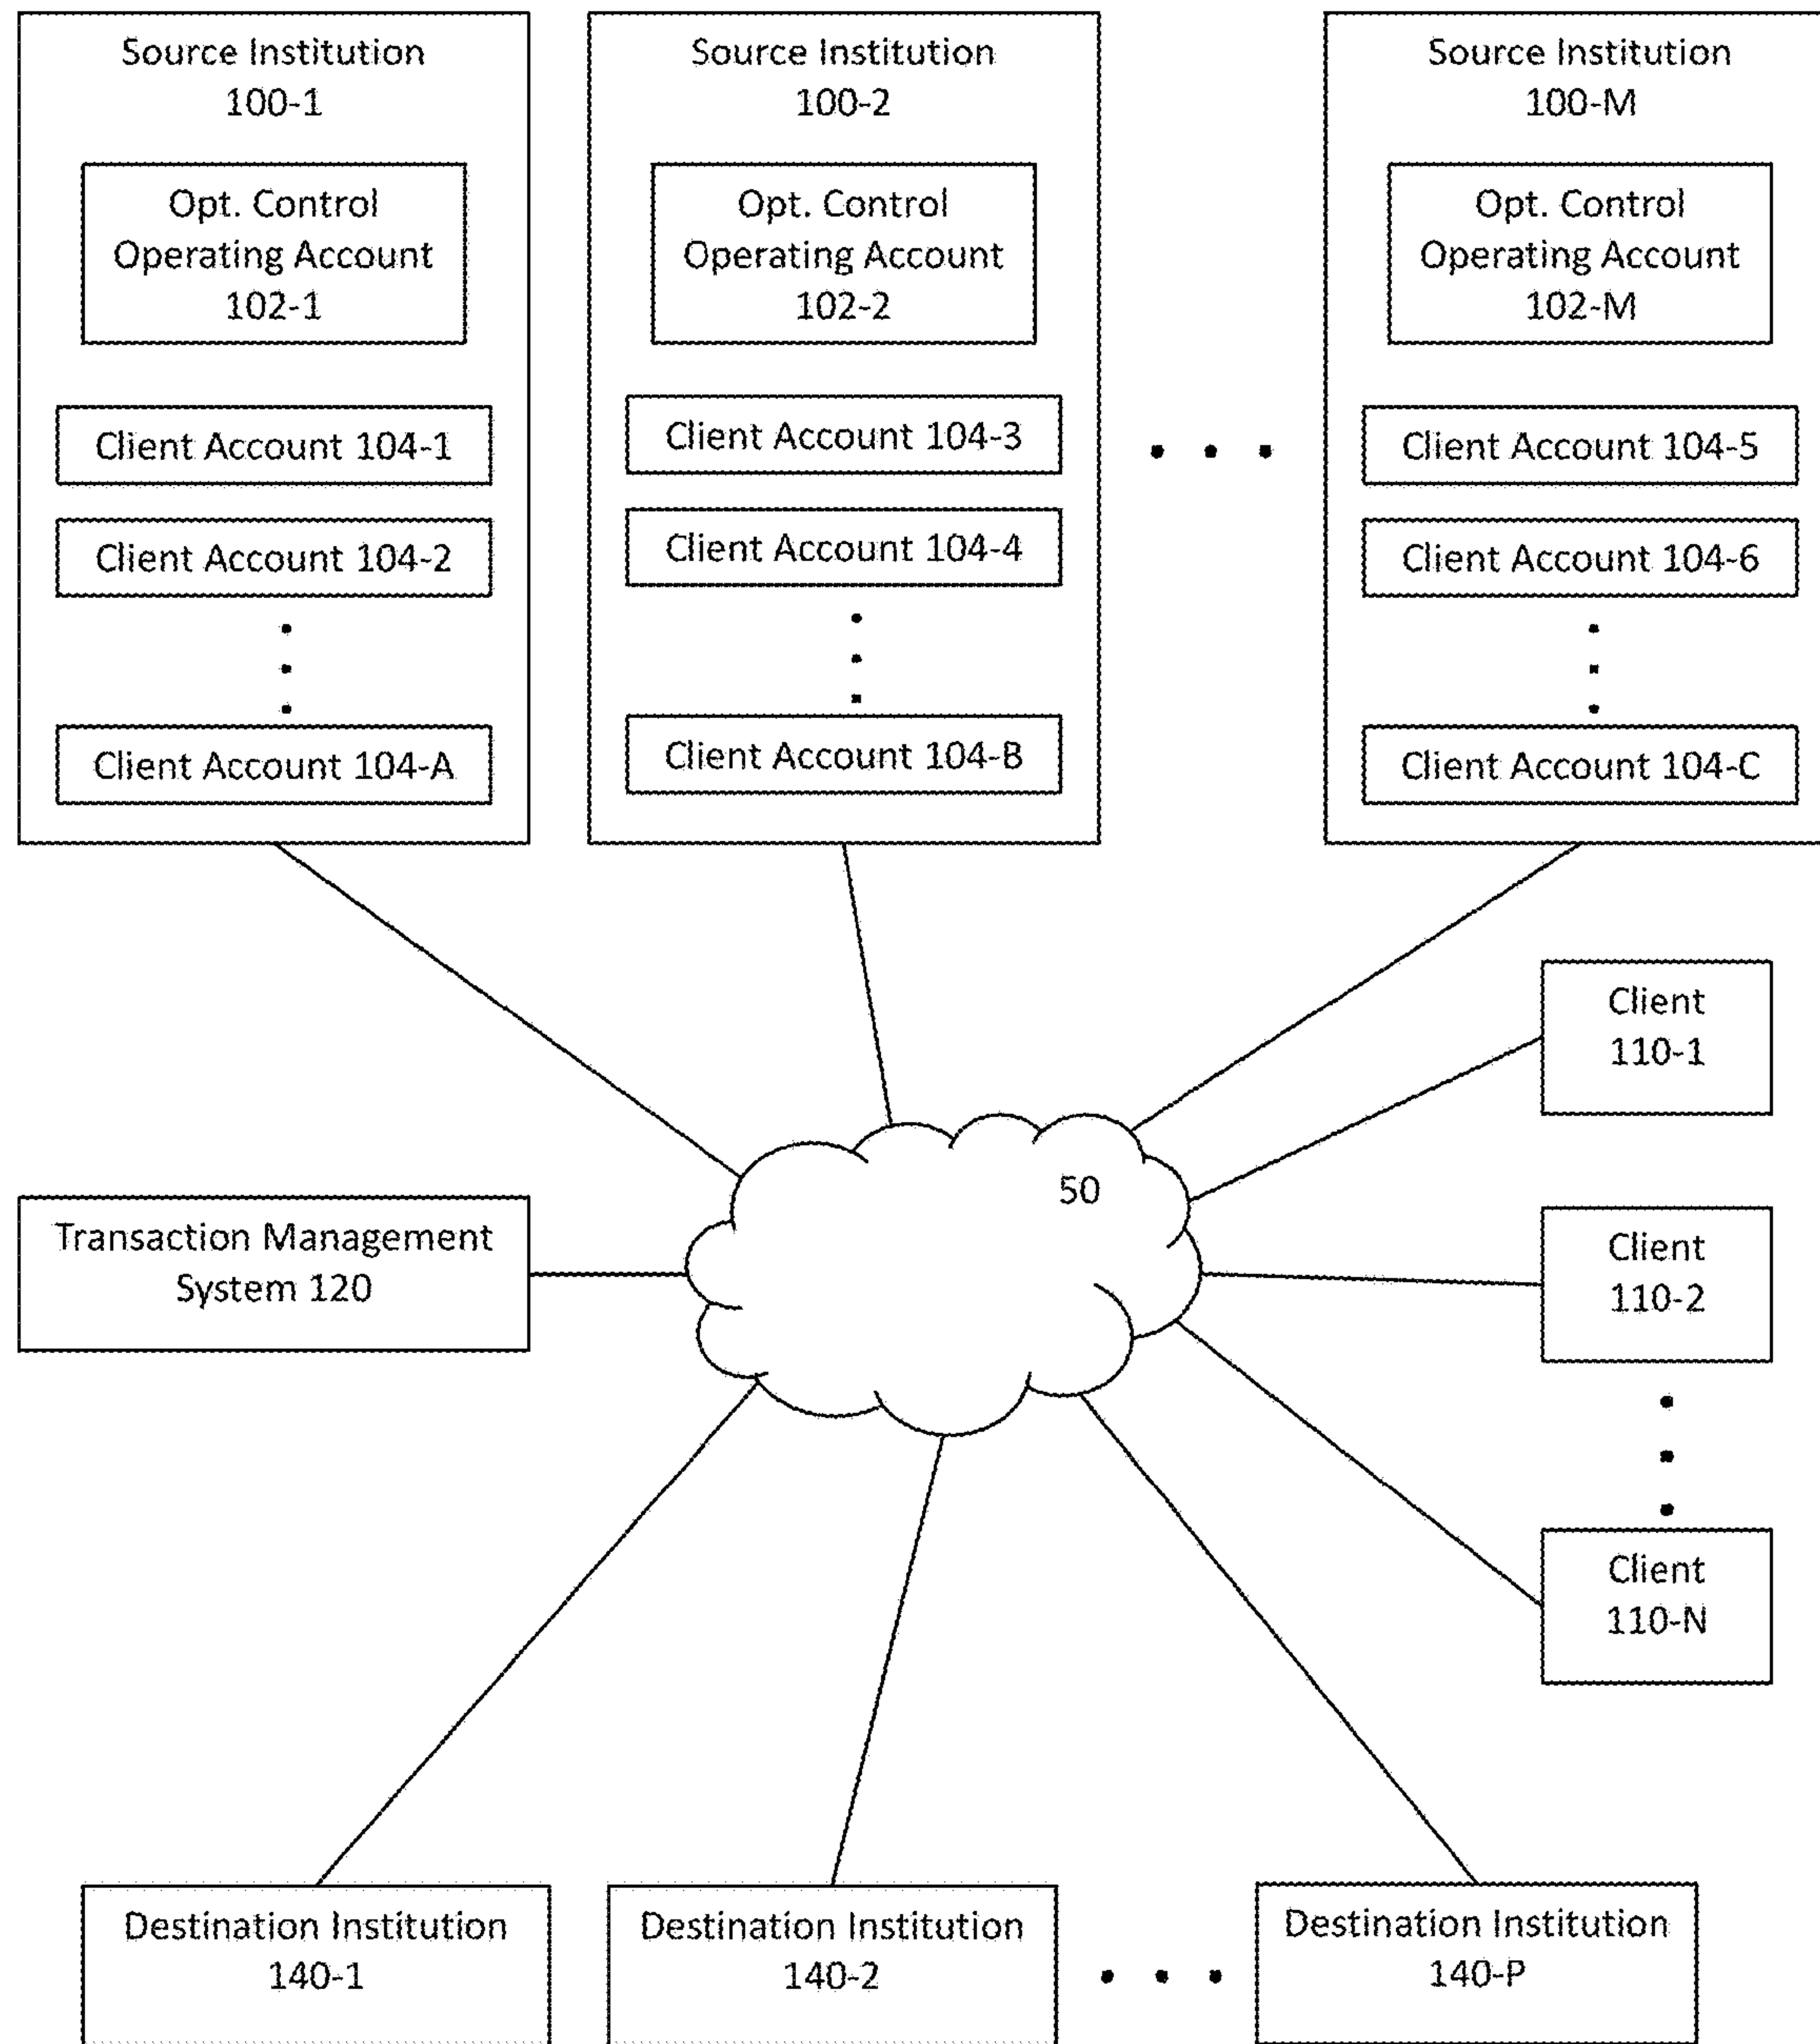 Source Institution
100-1
Opt. Control
Operating Account
102-1
Client Account 104-1
Client Account 104-2
Client Account 104-A
Source Institution
100-2
Opt. Control
Operating Account
102-2
Client Account 104-3
Client Account 104-4
Client Account 104-B
Source Institution
100-M
Opt. Control
Operating Account
102-M
Client Account 104-5
Client Account 104-6
Client Account 104-C
Client
110-1
50
Transaction Management
System 120
Client
110-2
Client
110-N
Destination Institution
140-1
Destination Institution
140-2
Destination Institution
140-P